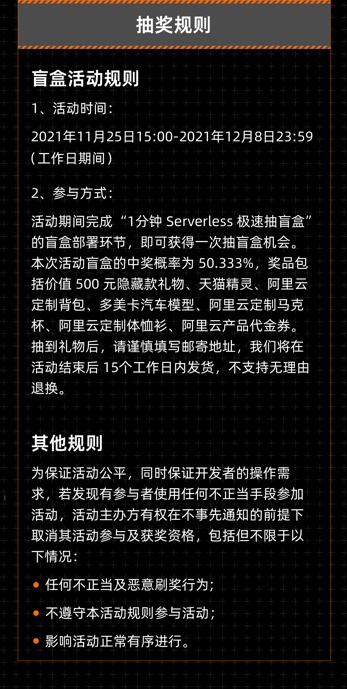 抽奖规则
盲盒活动规则
1、活动时间：
2021年11月25日15:00-2021年12月8日23:59
（工作日期间）
2、参与方式：
活动期间完成“1分钟 Serverless 极速抽盲盒”
的盲盒部署环节，即可获得一次抽盲盒机会。
本次活动盲盒的中奖概率为 50.333%，奖品包
括价值 500 元隐藏款礼物、天猫精灵、阿里云
定制背包、多美卡汽车模型、阿里云定制马克
杯、阿里云定制体恤衫、阿里云产品代金券。
抽到礼物后，请谨慎填写邮寄地址，我们将在
活动结束后 15个工作日内发货，不支持无理由
退换。
其他规则
为保证活动公平，同时保证开发者的操作需
求，若发现有参与者使用任何不正当手段参加
活动，活动主办方有权在不事先通知的前提下
取消其活动参与及获奖资格，包括但不限于以
下情况：
● 任何不正当及恶意刷奖行为；
● 不遵守本活动规则参与活动；
● 影响活动正常有序进行。